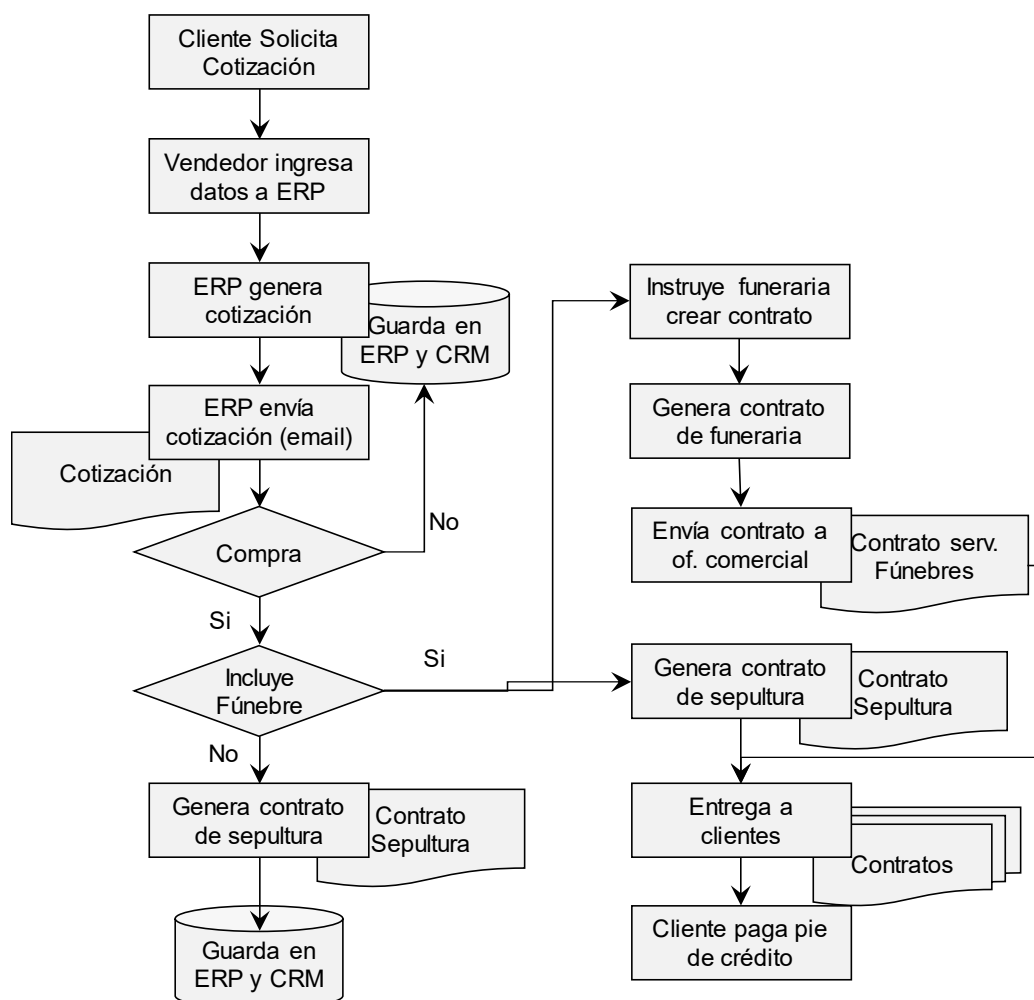 Cliente Solicita
Cotización
Vendedor ingresa
datos a ERP
ERP genera
cotización
Guarda en
ERP y CRM
ERP envía
cotización (email)
Cotización
No
Compra
Si
Incluye
Fúnebre
Si
No
Genera contrato
de sepultura
Contrato
Sepultura
Guarda en
ERP y CRM
Instruye funeraria
crear contrato
Genera contrato
de funeraria
Envía contrato a
of. comercial
Contrato serv.
Fúnebres
Genera contrato
de sepultura
Contrato
Sepultura
Entrega a
clientes
Contratos
Cliente paga pie
de crédito